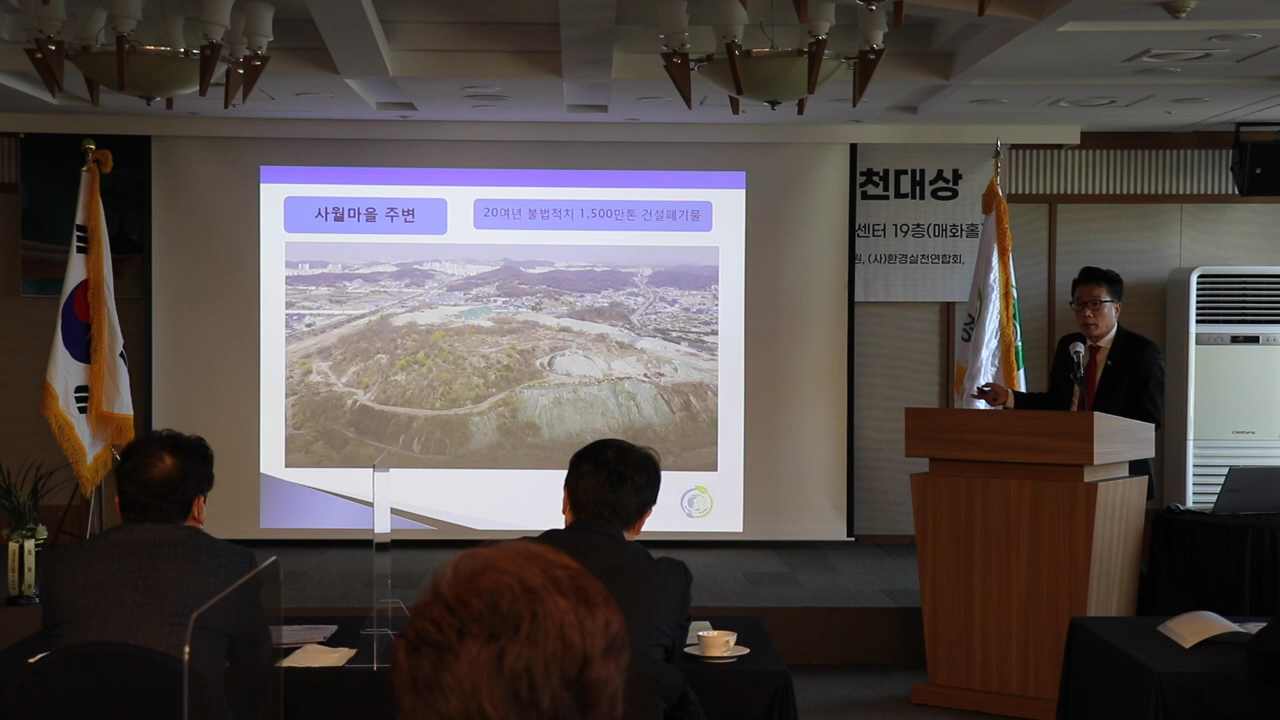 사월마을 주변
20여년 불법적치 1,500만톤 건설폐기물
천대상
센터 19층(매화홀
원, (사)환경실천연합회,